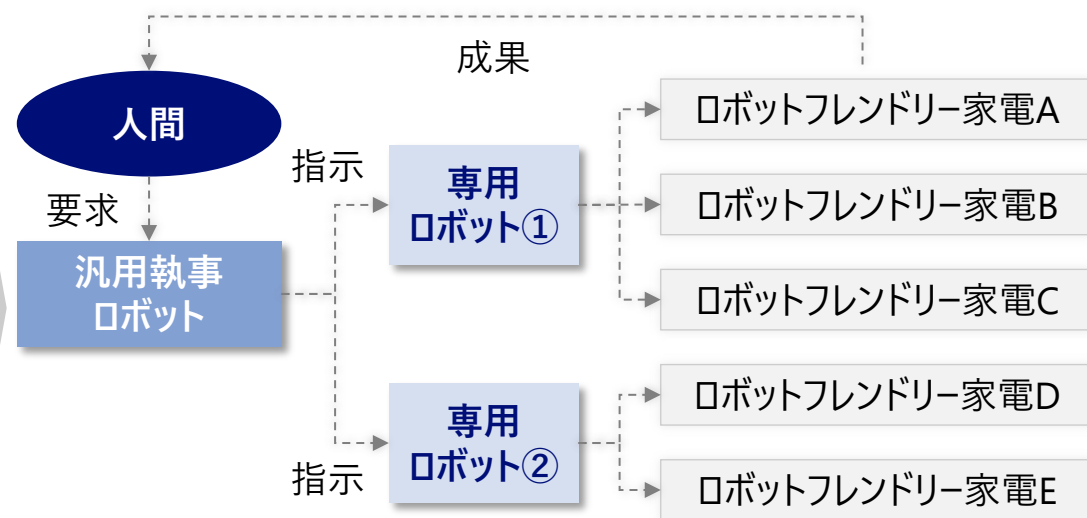 成果
人間
要求
汎用執事
ロボット
指示
専用
ロボット①
指示
専用
ロボット②
ロボットフレンドリー家電A
ロボットフレンドリー家電B
ロボットフレンドリー家電C
ロボットフレンドリー家電D
ロボットフレンドリー家電E